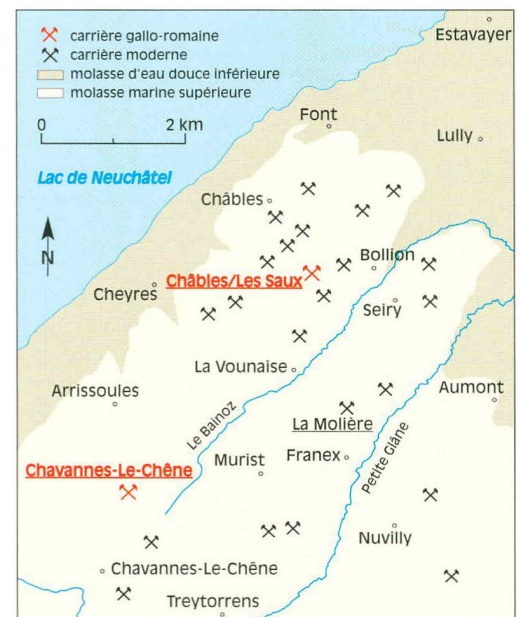 carrière gallo-romaine
carrière moderne
molasse d'eau douce inférieure
molasse marine supérieure
0 2 km
Estavayer
Font
Lully
Lac de Neuchâtel
Châbles
N
Bollion
Châbles/Les Saux
Cheyres
Seiry
La Vounaise
Arrissoules
Aumont
Le Bainoz
La Molière
Petite Glâne
Murist
Franex
Chavannes-Le-Chêne
Nuvilly
Chavannes-Le-Chêne
Treytorrens